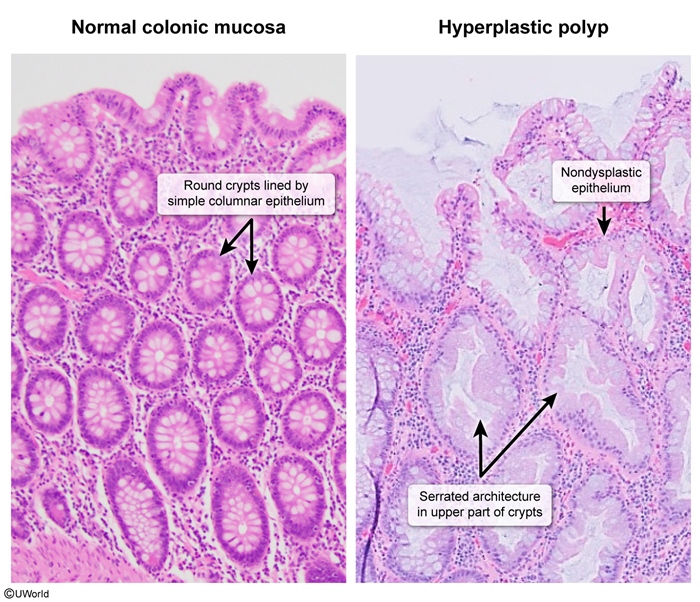 Normal colonic mucosa
Hyperplastic polyp
Round crypts lined by
simple columnar epithelium
Nondysplastic
epithelium
Serrated architecture
in upper part of crypts
©UWorld